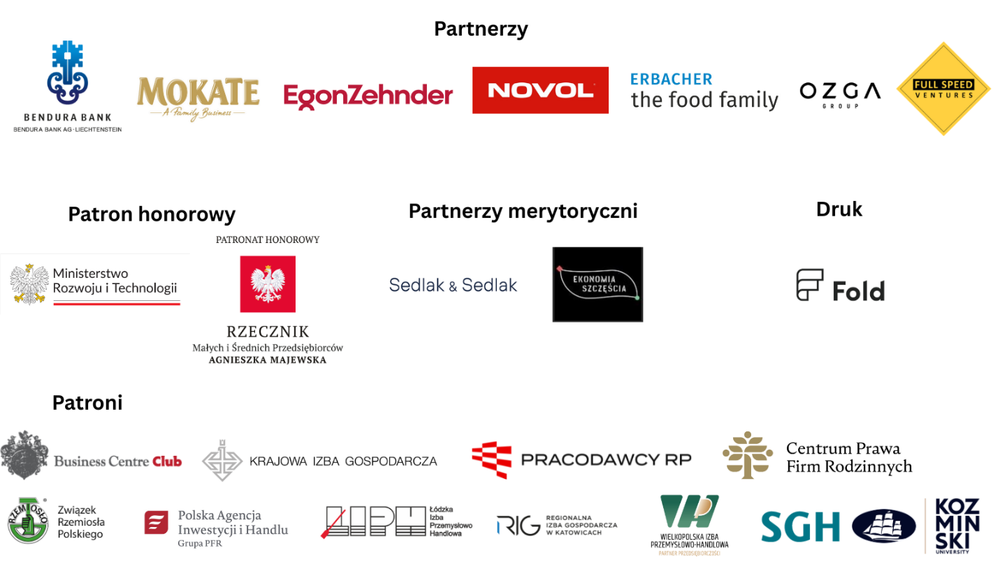 Partnerzy
BENDURA BANK
BENDURA BANK AG · LIECHTENSTEIN
MOKATE
A Family Business
EgonZehnder
NOVOL
ERBACHER
the food family
OZGA
GROUP
FULL SPEED
VENTURES
Patron honorowy
Ministerstwo
Rozwoju i Technologii
PATRONAT HONOROWY
RZECZNIK
Małych i Średnich Przedsiębiorców
AGNIESZKA MAJEWSKA
Partnerzy merytoryczni
Sedlak & Sedlak
EKONOMIA
SZCZĘŚCIA
Druk
Fold
Patroni
Business Centre Club
KRAJOWA IZBA GOSPODARCZA
PRACODAWCY RP
Centrum Prawa
Firm Rodzinnych
RZEMIOSŁO
Związek
Rzemiosła
Polskiego
Polska Agencja
Inwestycji i Handlu
Grupa PFR
ŁIPH
Łódzka
Izba
Przemysłowo
Handlowa
RIG
REGIONALNA
IZBA GOSPODARCZA
W KATOWICACH
WIELKOPOLSKA IZBA
PRZEMYSŁOWO-HANDLOWA
PARTNER PRZEDSIĘBIORCZOŚCI
SGH
KOZ
MIN
SKI
UNIVERSITY